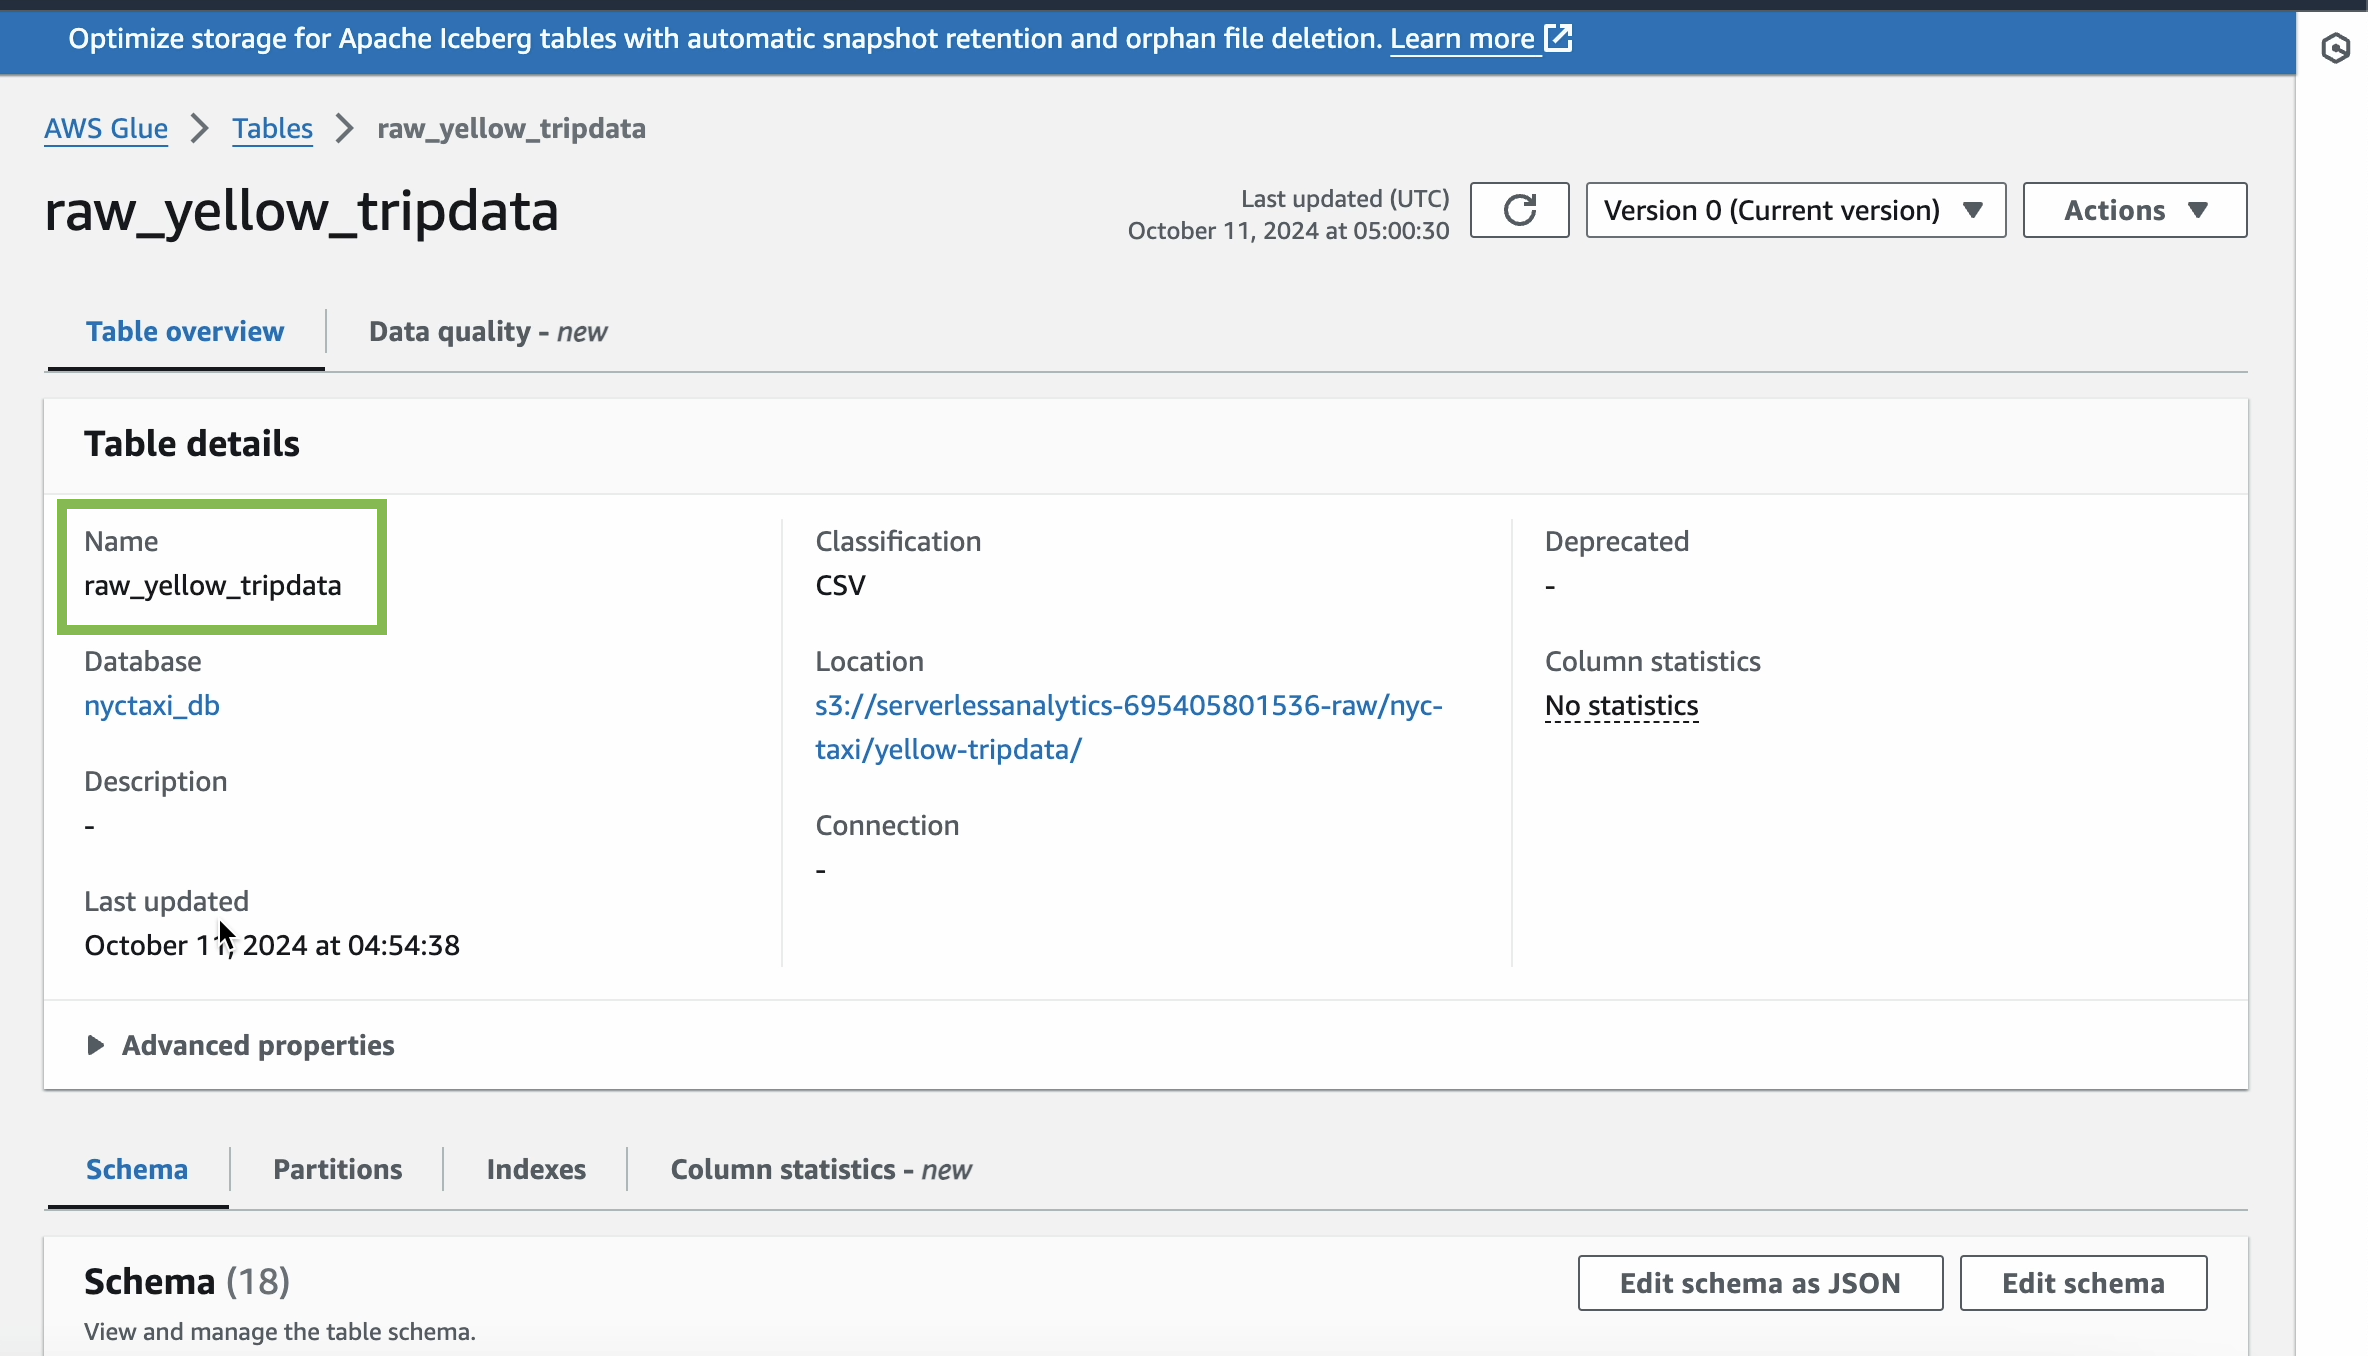 Optimize storage for Apache Iceberg tables with automatic snapshot retention and orphan file deletion. Learn more
AWS Glue > Tables > raw_yellow_tripdata
raw_yellow_tripdata
Last updated (UTC)
October 11, 2024 at 05:00:30
Version 0 (Current version)
Actions
Table overview
Data quality - new
Table details
Name
raw_yellow_tripdata
Database
nyctaxi_db
Description
-
Last updated
October 11, 2024 at 04:54:38
Classification
CSV
Location
s3://serverlessanalytics-695405801536-raw/nyc-
taxi/yellow-tripdata/
Connection
-
Deprecated
-
Column statistics
No statistics
Advanced properties
Schema
Partitions
Indexes
Column statistics - new
Schema (18)
View and manage the table schema.
Edit schema as JSON
Edit schema